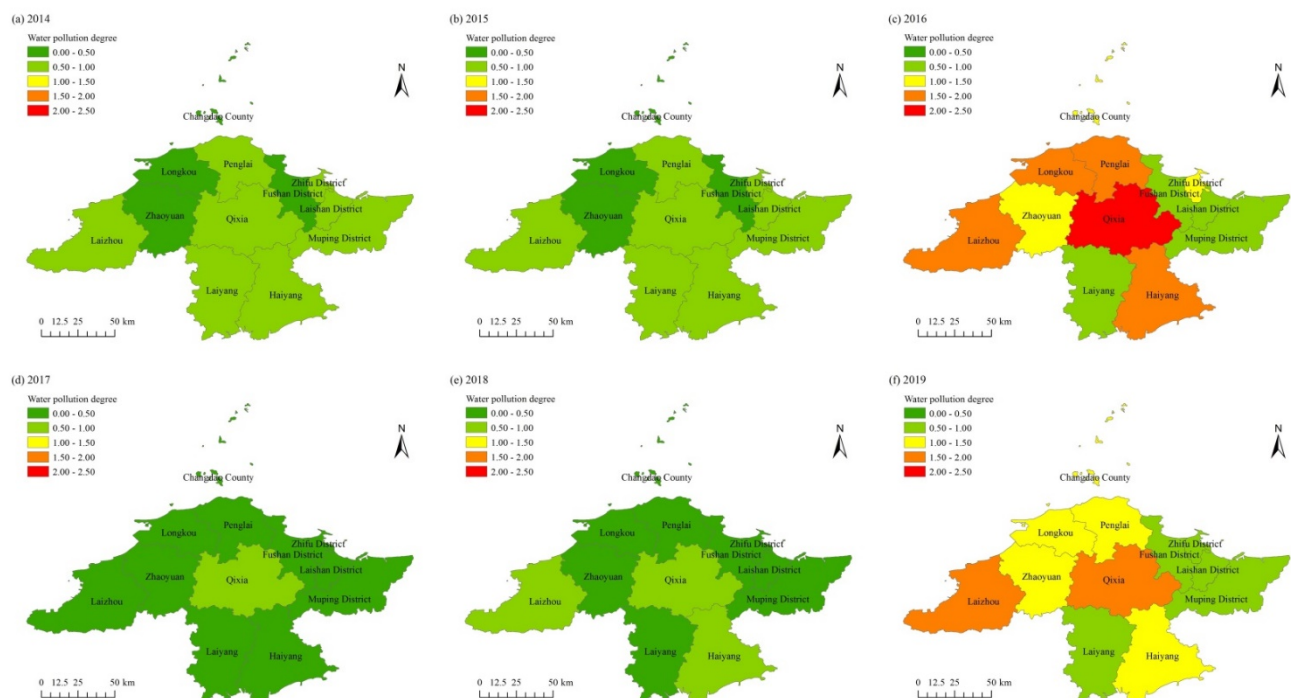 (a) 2014
Water pollution degree
0.00 - 0.50
0.50 - 1.00
1.00 - 1.50
1.50 - 2.00
2.00 - 2.50
N
Changdao County
Penglai
Longkou
Zhifu District
Fushan District
Laishan District
Zhaoyuan
Qixia
Muping District
Laizhou
Laiyang
Haiyang
0 12.5 25 50 km
(b) 2015
Water pollution degree
0.00 - 0.50
0.50 - 1.00
1.00 - 1.50
1.50 - 2.00
2.00 - 2.50
N
Changdao County
Penglai
Longkou
Zhifu District
Fushan District
Laishan District
Zhaoyuan
Qixia
Muping District
Laizhou
Laiyang
Haiyang
0 12.5 25 50 km
(c) 2016
Water pollution degree
0.00 - 0.50
0.50 - 1.00
1.00 - 1.50
1.50 - 2.00
2.00 - 2.50
N
Changdao County
Penglai
Longkou
Zhifu District
Fushan District
Laishan District
Zhaoyuan
Qixia
Muping District
Laizhou
Laiyang
Haiyang
0 12.5 25 50 km
(d) 2017
Water pollution degree
0.00 - 0.50
0.50 - 1.00
1.00 - 1.50
1.50 - 2.00
2.00 - 2.50
N
Changdao County
Penglai
Longkou
Zhifu District
Fushan District
Laishan District
Zhaoyuan
Qixia
Muping District
Laizhou
Laiyang
Haiyang
0 12.5 25 50 km
(e) 2018
Water pollution degree
0.00 - 0.50
0.50 - 1.00
1.00 - 1.50
1.50 - 2.00
2.00 - 2.50
N
Changdao County
Penglai
Longkou
Zhifu District
Fushan District
Laishan District
Zhaoyuan
Qixia
Muping District
Laizhou
Laiyang
Haiyang
0 12.5 25 50 km
(f) 2019
Water pollution degree
0.00 - 0.50
0.50 - 1.00
1.00 - 1.50
1.50 - 2.00
2.00 - 2.50
N
Changdao County
Penglai
Longkou
Zhifu District
Fushan District
Laishan District
Zhaoyuan
Qixia
Muping District
Laizhou
Laiyang
Haiyang
0 12.5 25 50 km